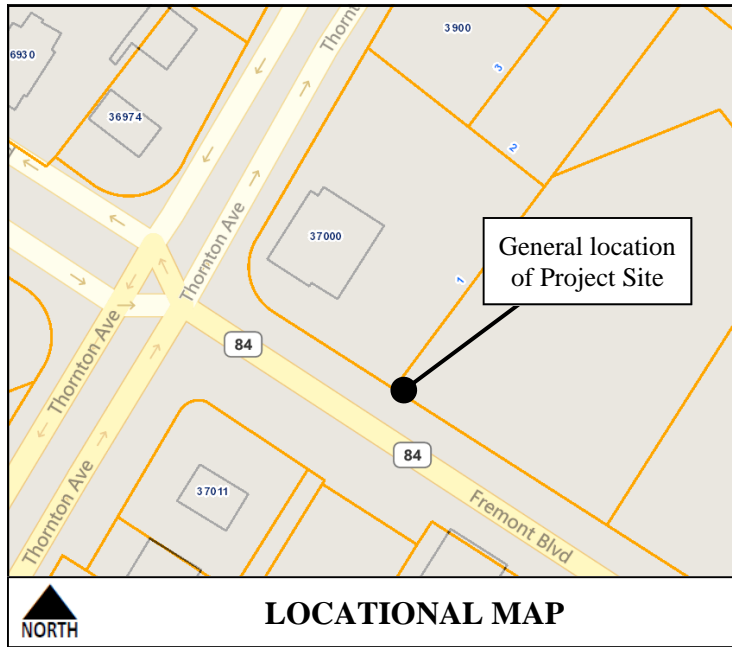 Thornt
3900
6930
3
36974
2
Thornton Ave
37000
General location
of Project Site
1
84
Thornton Ave
84
37011
Thornton Ave
Fremont Blvd
NORTH
LOCATIONAL MAP